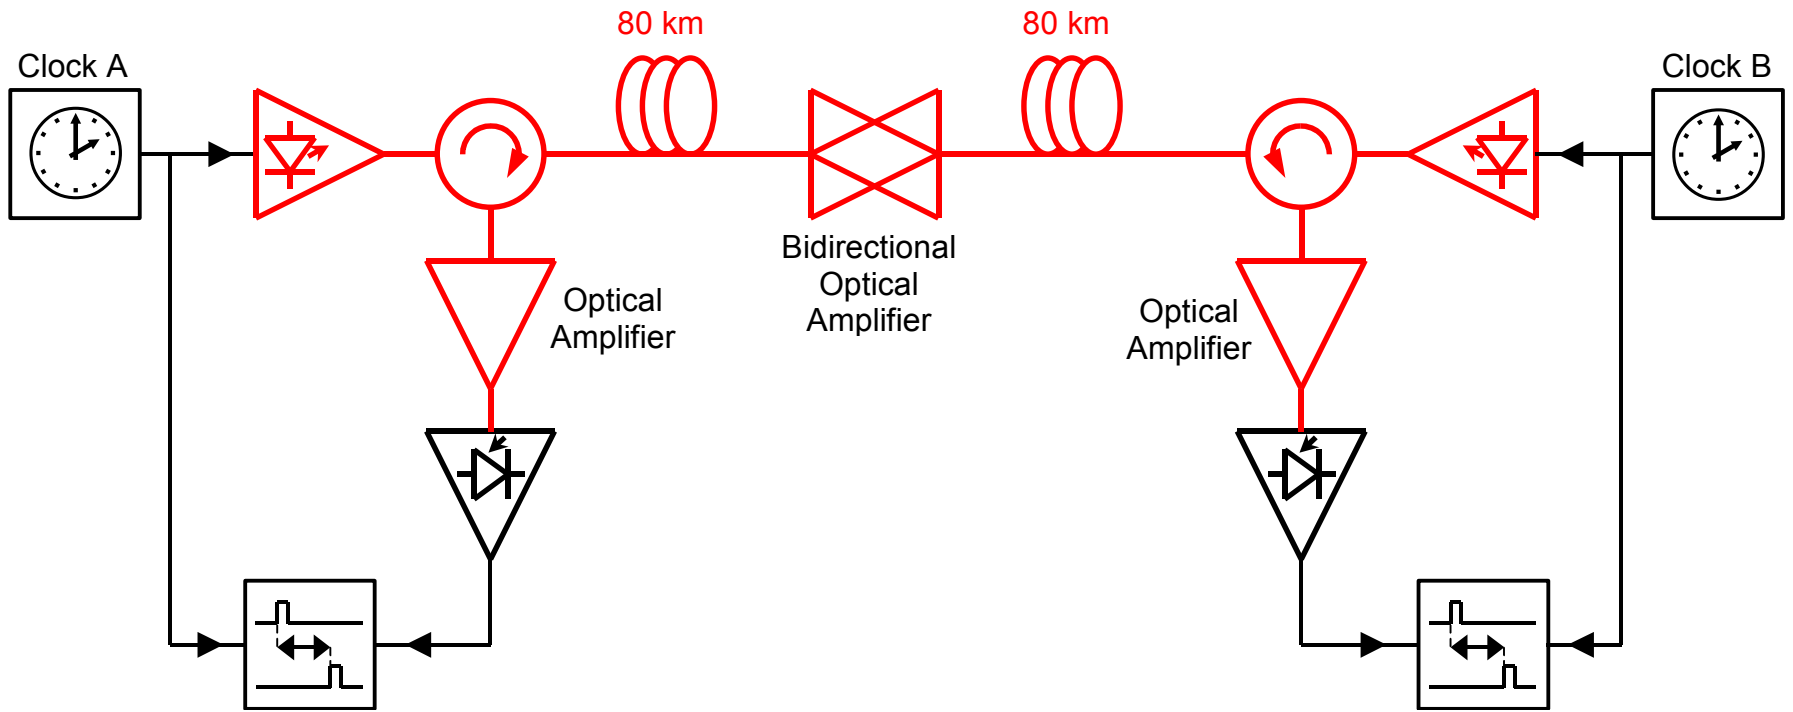 80 km
80 km
Clock A
Clock B
Bidirectional
Optical
Amplifier
Optical
Amplifier
Optical
Amplifier